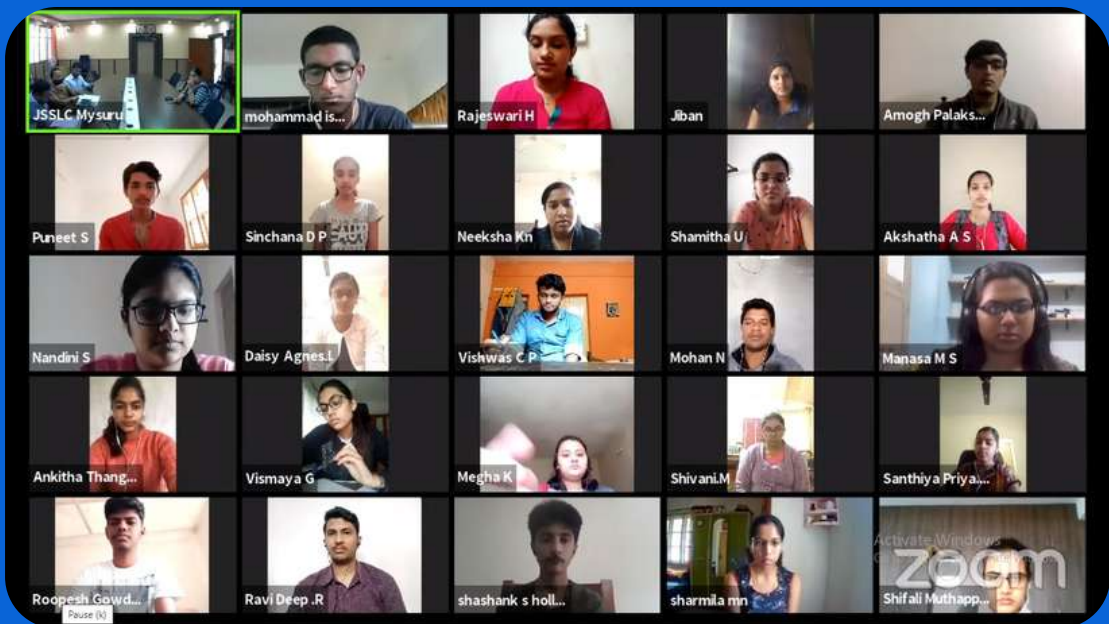 JSSLC Mysuru
mohammad is...
Rajeswari H
Jiban
Amogh Palaks...
Puneet S
Sinchana D P
Neeksha Kn
Shamitha U
Akshatha A S
Nandini S
Daisy Agnes.L
Vishwas C P
Mohan N
Manasa M S
Ankitha Thang...
Vismaya G
Megha K
Shivani.M
Santhiya Priya....
Roopesh Gowd...
Ravi Deep .R
shashank s holl...
sharmila mn
Shifali Muthapp...
Activate Windows
zoom
Pause (k)